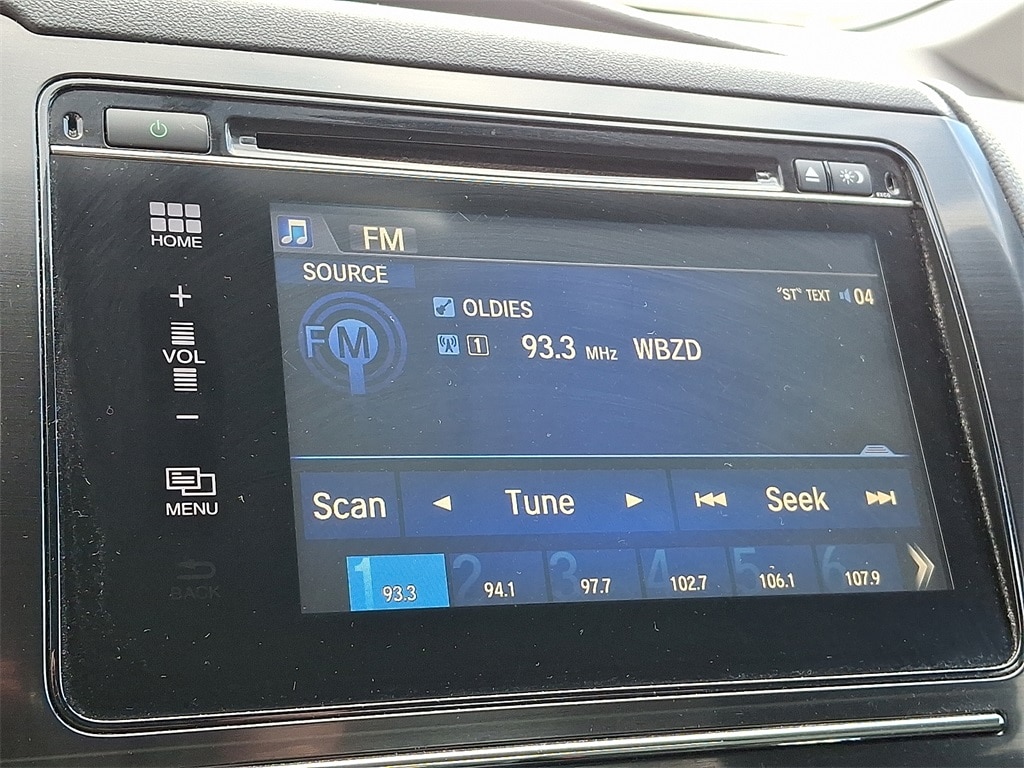 HOME
+
VOL
−
MENU
BACK
FM
SOURCE
FM
OLDIES
"ST" TEXT 04
1 93.3 MHz WBZD
Scan Tune Seek
1 93.3 2 94.1 3 97.7 4 102.7 5 106.1 6 107.9